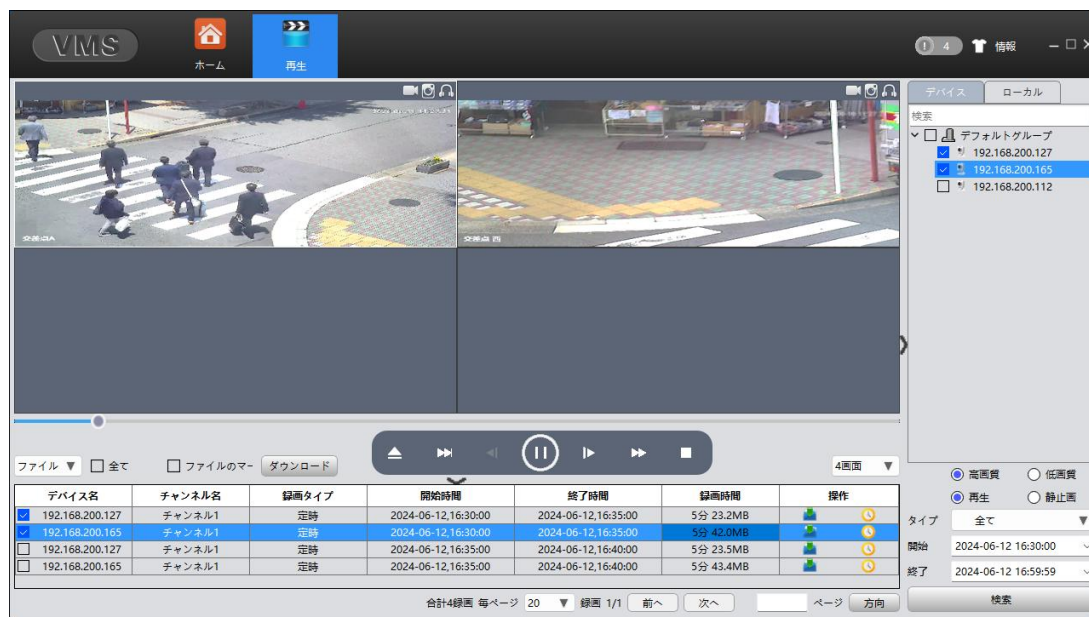 VMS
ホーム
再生
4
情報
デバイス
ローカル
検索
デフォルトグループ
192.168.200.127
192.168.200.165
192.168.200.112
交差点A
交差点 西
ファイル ▼ 全て ファイルのマー ダウンロード
4画面 ▼
デバイス名 チャンネル名 録画タイプ 開始時間 終了時間 録画時間 操作
192.168.200.127 チャンネル1 定時 2024-06-12,16:30:00 2024-06-12,16:35:00 5分 23.2MB
192.168.200.165 チャンネル1 定時 2024-06-12,16:30:00 2024-06-12,16:35:00 5分 42.0MB
192.168.200.127 チャンネル1 定時 2024-06-12,16:35:00 2024-06-12,16:40:00 5分 23.5MB
192.168.200.165 チャンネル1 定時 2024-06-12,16:35:00 2024-06-12,16:40:00 5分 43.4MB
合計4録画 毎ページ 20 ▼ 録画 1/1 前へ 次へ ページ 方向
高画質 低画質
再生 静止画
タイプ 全て ▼
開始 2024-06-12 16:30:00
終了 2024-06-12 16:59:59
検索